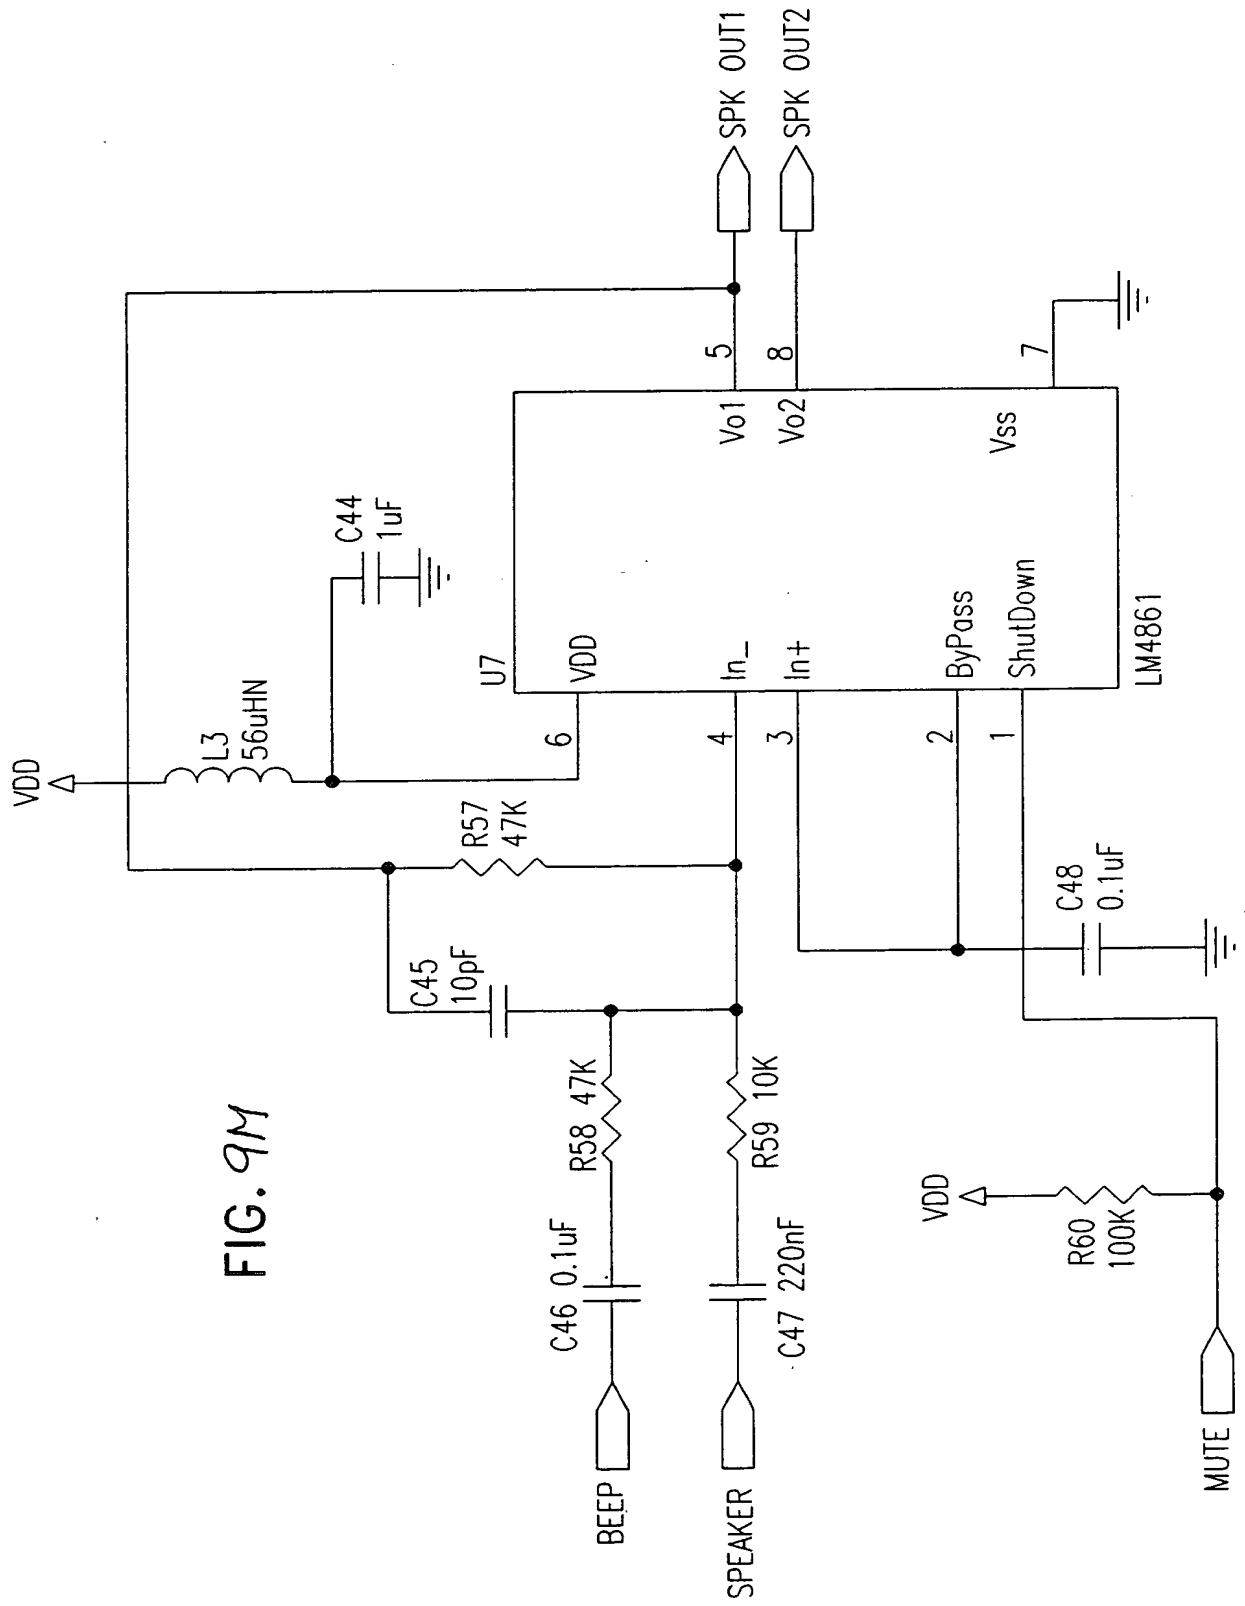 FIG. 9M
VDD
L3
56uHN
C44
1uF
R57
47K
C45
10pF
U7
VDD
6
In_
4
In+
3
ByPass
2
ShutDown
1
Vo1
5
Vo2
8
Vss
7
LM4861
SPK OUT1
SPK OUT2
BEEP
C46 0.1uF
R58 47K
SPEAKER
C47 220nF
R59 10K
C48
0.1uF
VDD
R60
100K
MUTE